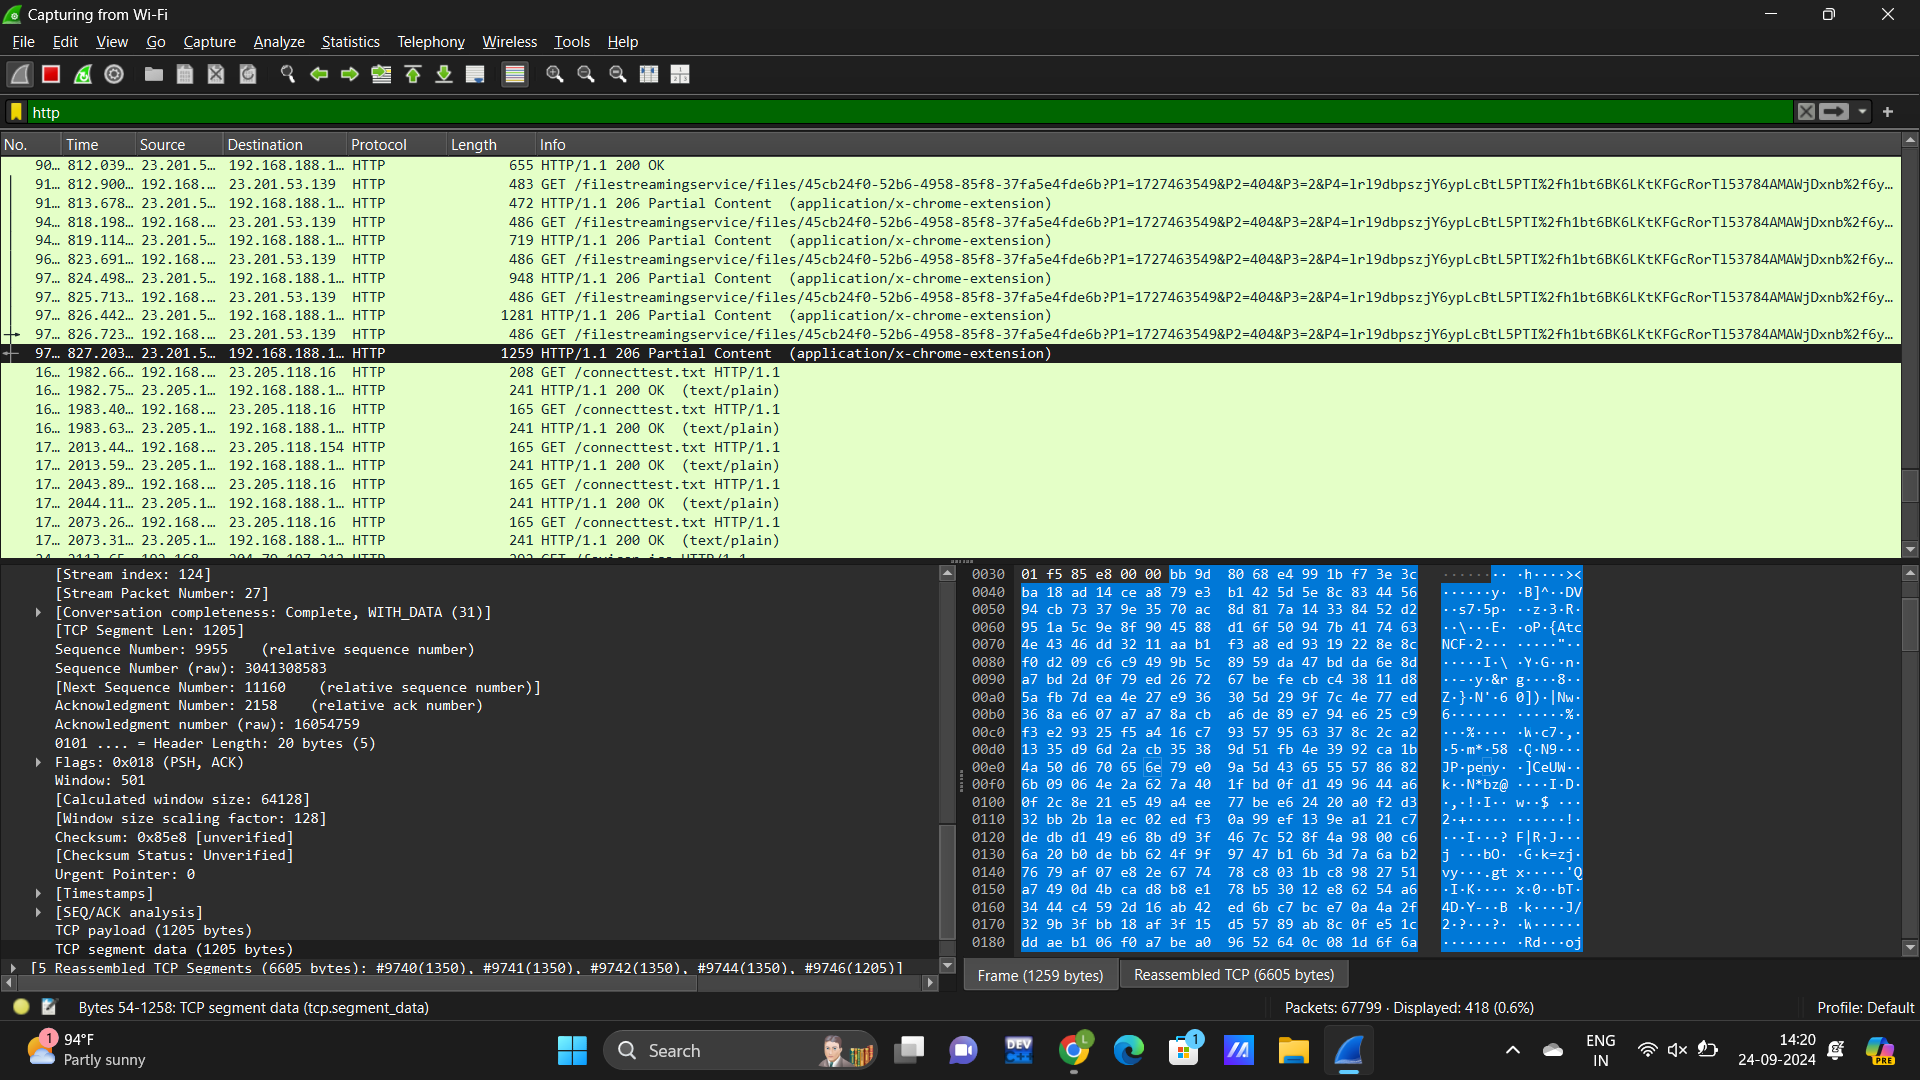 Capturing from Wi-Fi
File Edit View Go Capture Analyze Statistics Telephony Wireless Tools Help
http
No. Time Source Destination Protocol Length Info
90… 812.039… 23.201.5… 192.168.188.1… HTTP 655 HTTP/1.1 200 OK
91… 812.900… 192.168.… 23.201.53.139 HTTP 483 GET /filestreamingservice/files/45cb24f0-52b6-4958-85f8-37fa5e4fde6b?P1=1727463549&P2=404&P3=2&P4=lrl9dbpszjY6ypLcBtL5PTI%2fh1bt6BK6LKtKFGcRorTl53784AMAWjDxnb%2f6y…
91… 813.678… 23.201.5… 192.168.188.1… HTTP 472 HTTP/1.1 206 Partial Content (application/x-chrome-extension)
94… 818.198… 192.168.… 23.201.53.139 HTTP 486 GET /filestreamingservice/files/45cb24f0-52b6-4958-85f8-37fa5e4fde6b?P1=1727463549&P2=404&P3=2&P4=lrl9dbpszjY6ypLcBtL5PTI%2fh1bt6BK6LKtKFGcRorTl53784AMAWjDxnb%2f6y…
94… 819.114… 23.201.5… 192.168.188.1… HTTP 719 HTTP/1.1 206 Partial Content (application/x-chrome-extension)
96… 823.691… 192.168.… 23.201.53.139 HTTP 486 GET /filestreamingservice/files/45cb24f0-52b6-4958-85f8-37fa5e4fde6b?P1=1727463549&P2=404&P3=2&P4=lrl9dbpszjY6ypLcBtL5PTI%2fh1bt6BK6LKtKFGcRorTl53784AMAWjDxnb%2f6y…
97… 824.498… 23.201.5… 192.168.188.1… HTTP 948 HTTP/1.1 206 Partial Content (application/x-chrome-extension)
97… 825.713… 192.168.… 23.201.53.139 HTTP 486 GET /filestreamingservice/files/45cb24f0-52b6-4958-85f8-37fa5e4fde6b?P1=1727463549&P2=404&P3=2&P4=lrl9dbpszjY6ypLcBtL5PTI%2fh1bt6BK6LKtKFGcRorTl53784AMAWjDxnb%2f6y…
97… 826.442… 23.201.5… 192.168.188.1… HTTP 1281 HTTP/1.1 206 Partial Content (application/x-chrome-extension)
97… 826.723… 192.168.… 23.201.53.139 HTTP 486 GET /filestreamingservice/files/45cb24f0-52b6-4958-85f8-37fa5e4fde6b?P1=1727463549&P2=404&P3=2&P4=lrl9dbpszjY6ypLcBtL5PTI%2fh1bt6BK6LKtKFGcRorTl53784AMAWjDxnb%2f6y…
97… 827.203… 23.201.5… 192.168.188.1… HTTP 1259 HTTP/1.1 206 Partial Content (application/x-chrome-extension)
16… 1982.66… 192.168.… 23.205.118.16 HTTP 208 GET /connecttest.txt HTTP/1.1
16… 1982.75… 23.205.1… 192.168.188.1… HTTP 241 HTTP/1.1 200 OK (text/plain)
16… 1983.40… 192.168.… 23.205.118.16 HTTP 165 GET /connecttest.txt HTTP/1.1
16… 1983.63… 23.205.1… 192.168.188.1… HTTP 241 HTTP/1.1 200 OK (text/plain)
17… 2013.44… 192.168.… 23.205.118.154 HTTP 165 GET /connecttest.txt HTTP/1.1
17… 2013.59… 23.205.1… 192.168.188.1… HTTP 241 HTTP/1.1 200 OK (text/plain)
17… 2043.89… 192.168.… 23.205.118.16 HTTP 165 GET /connecttest.txt HTTP/1.1
17… 2044.11… 23.205.1… 192.168.188.1… HTTP 241 HTTP/1.1 200 OK (text/plain)
17… 2073.26… 192.168.… 23.205.118.16 HTTP 165 GET /connecttest.txt HTTP/1.1
17… 2073.31… 23.205.1… 192.168.188.1… HTTP 241 HTTP/1.1 200 OK (text/plain)
[Stream index: 124]
[Stream Packet Number: 27]
[Conversation completeness: Complete, WITH_DATA (31)]
[TCP Segment Len: 1205]
Sequence Number: 9955 (relative sequence number)
Sequence Number (raw): 3041308583
[Next Sequence Number: 11160 (relative sequence number)]
Acknowledgment Number: 2158 (relative ack number)
Acknowledgment number (raw): 16054759
0101 .... = Header Length: 20 bytes (5)
Flags: 0x018 (PSH, ACK)
Window: 501
[Calculated window size: 64128]
[Window size scaling factor: 128]
Checksum: 0x85e8 [unverified]
[Checksum Status: Unverified]
Urgent Pointer: 0
[Timestamps]
[SEQ/ACK analysis]
TCP payload (1205 bytes)
TCP segment data (1205 bytes)
[5 Reassembled TCP Segments (6605 bytes): #9740(1350), #9741(1350), #9742(1350), #9744(1350), #9746(1205)]
0030 01 f5 85 e8 00 00 bb 9d 80 68 e4 99 1b f7 3e 3c ········ ·h····><
0040 ba 18 ad 14 ce a8 79 e3 b1 42 5d 5e 8c 83 44 56 ······y· ·B]^··DV
0050 94 cb 73 37 9e 35 70 ac 8d 81 7a 14 33 84 52 d2 ··s7·5p· ··z·3·R·
0060 95 1a 5c 9e 8f 90 45 88 d1 6f 50 94 7b 41 74 63 ··\···E· ·oP·{Atc
0070 4e 43 46 dd 32 11 aa b1 f3 a8 ed 93 19 22 8e 8c NCF·2··· ·····"··
0080 f0 d2 09 c6 c9 49 9b 5c 89 59 da 47 bd da 6e 8d ·····I·\ ·Y·G··n·
0090 a7 bd 2d 0f 79 ed 26 72 67 be fe cb c4 38 11 d8 ··-·y·&r g····8··
00a0 5a fb 7d ea 4e 27 e9 36 30 5d 29 9f 7c 4e 77 ed Z·}·N'·6 0])·|Nw·
00b0 36 8a e6 07 a7 a7 8a cb a6 de 89 e7 94 e6 25 c9 6······· ······%·
00c0 f3 e2 93 25 f5 a4 16 c7 93 57 95 63 37 8c 2c a2 ···%···· ·W·c7·,·
00d0 13 35 d9 6d 2a cb 35 38 9d 51 fb 4e 39 92 ca 1b ·5·m*·58 ·Q·N9···
00e0 4a 50 d6 70 65 6e 79 e0 9a 5d 43 65 55 57 86 82 JP·peny· ·]CeUW··
00f0 6b 09 06 4e 2a 62 7a 40 1f bd 0f d1 49 96 44 a6 k··N*bz@ ····I·D·
0100 0f 2c 8e 21 e5 49 a4 ee 77 be e6 24 20 a0 f2 d3 ·,·!·I·· w··$ ···
0110 32 bb 2b 1a ec 02 ed f3 0a 99 ef 13 9e a1 21 c7 2·+····· ······!·
0120 de db d1 49 e6 8b d9 3f 46 7c 52 8f 4a 98 00 c6 ···I···? F|R·J···
0130 6a 20 b0 de bb 62 4f 9f 97 47 b1 6b 3d 7a 6a b2 j ···bO· ·G·k=zj·
0140 76 79 af 07 e8 2e 67 74 78 c8 03 1b c8 98 27 51 vy···.gt x·····'Q
0150 a7 49 0d 4b ca d8 b8 e1 78 b5 30 12 e8 62 54 a6 ·I·K···· x·0··bT·
0160 34 44 c4 59 2d 16 ab 42 ed 6b c7 bc e7 0a 4a 2f 4D·Y-··B ·k····J/
0170 32 9b 3f bb 18 af 3f 15 d5 57 89 ab 8c 0f e5 1c 2·?···?· ·W······
0180 dd ae b1 06 f0 a7 be a0 96 52 64 0c 08 1d 6f 6a ········ ·Rd···oj
Frame (1259 bytes) Reassembled TCP (6605 bytes)
Bytes 54-1258: TCP segment data (tcp.segment_data) Packets: 67799 · Displayed: 418 (0.6%) Profile: Default
1 94°F
Partly sunny
Search
DEV
C++
L
1
ENG
IN
14:20
24-09-2024
PRE